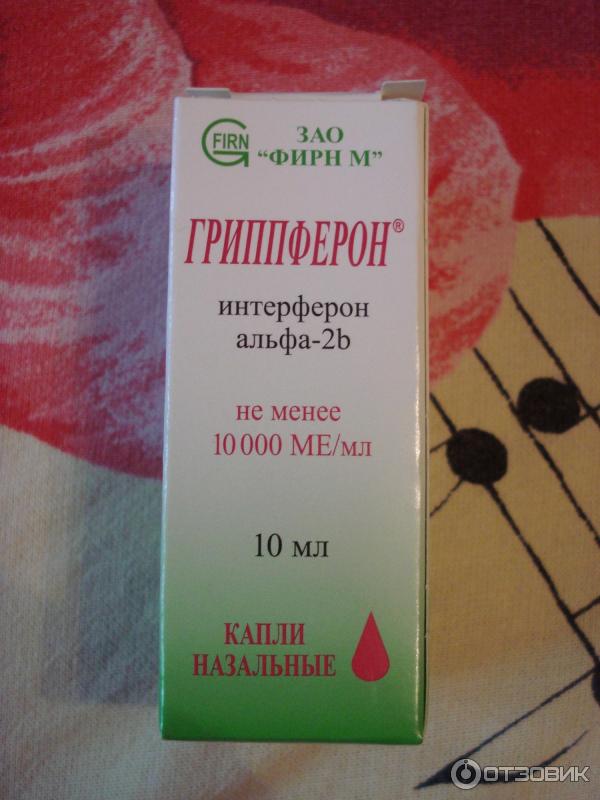 FIRN
ЗАО
"ФИРН М"
ГРИППФЕРОН®
интерферон
альфа-2b
не менее
10 000 МЕ/мл
10 мл
КАПЛИ
НАЗАЛЬНЫЕ
ОТЗОВИК